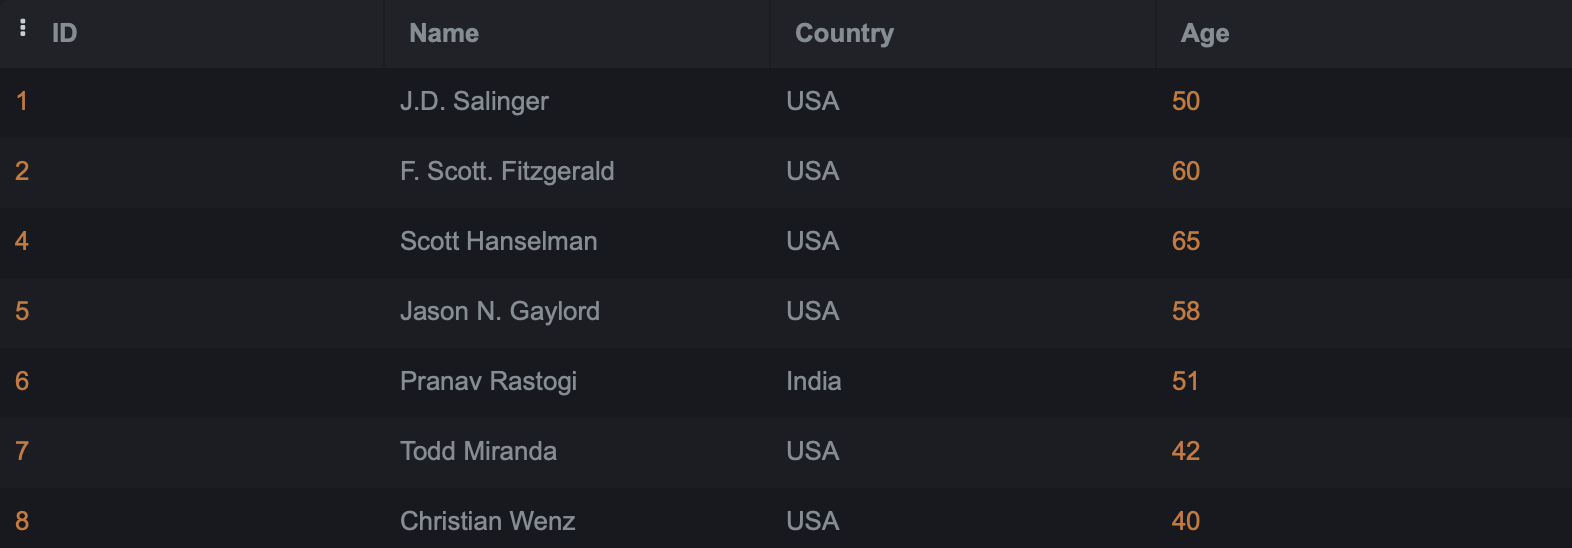 ID Name Country Age
1 J.D. Salinger USA 50
2 F. Scott. Fitzgerald USA 60
4 Scott Hanselman USA 65
5 Jason N. Gaylord USA 58
6 Pranav Rastogi India 51
7 Todd Miranda USA 42
8 Christian Wenz USA 40